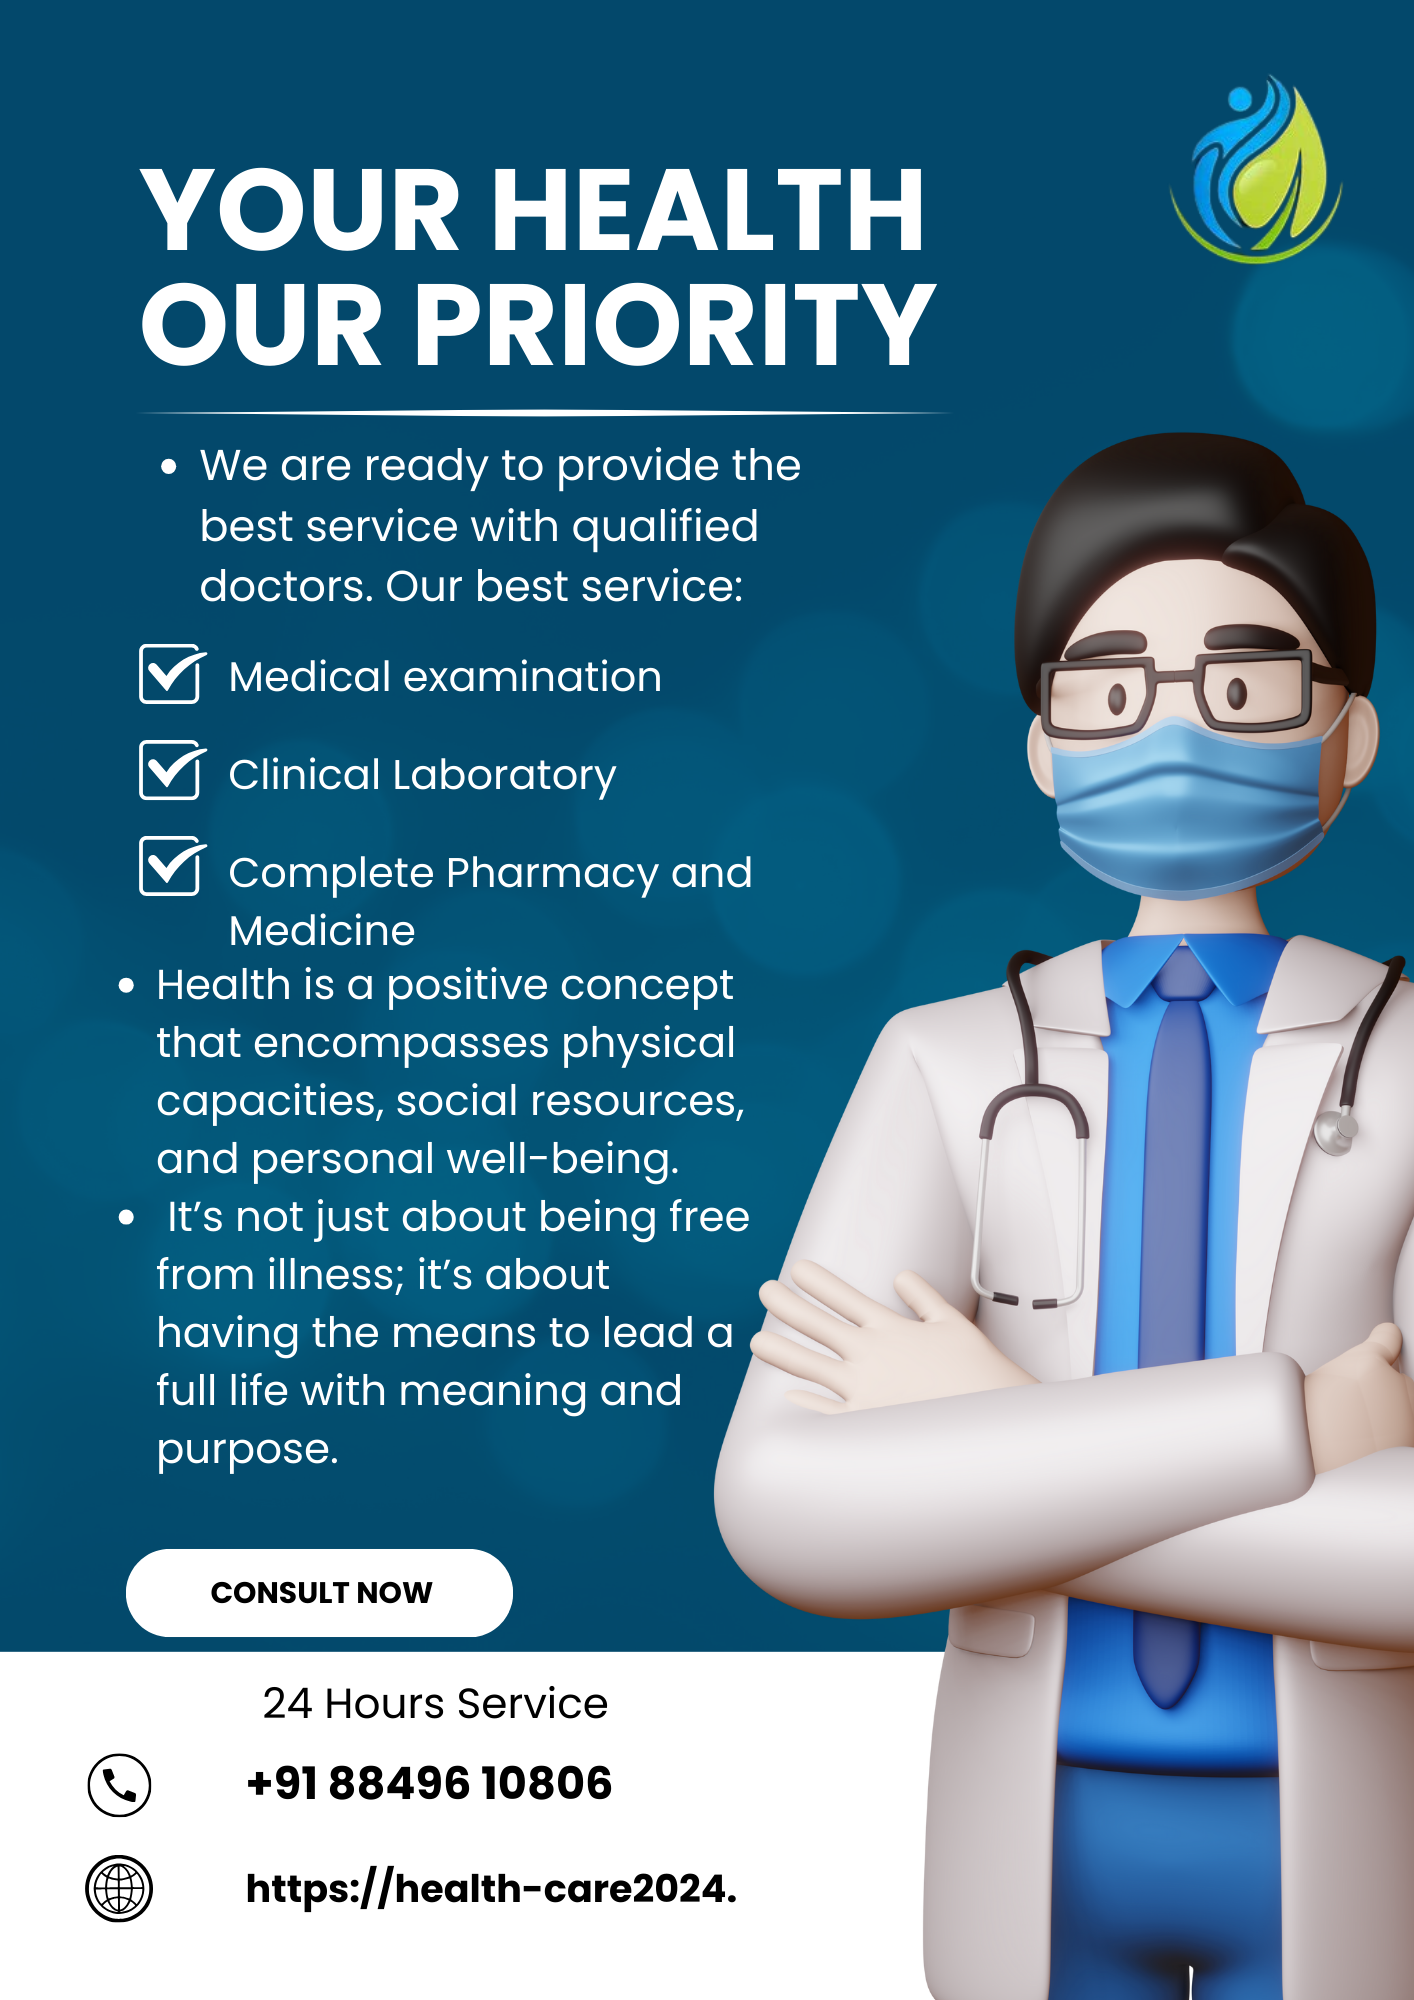 YOUR HEALTH
OUR PRIORITY
We are ready to provide the
best service with qualified
doctors. Our best service:
Medical examination
Clinical Laboratory
Complete Pharmacy and
Medicine
Health is a positive concept
that encompasses physical
capacities, social resources,
and personal well-being.
It’s not just about being free
from illness; it’s about
having the means to lead a
full life with meaning and
purpose.
CONSULT NOW
24 Hours Service
+91 88496 10806
https://health-care2024.